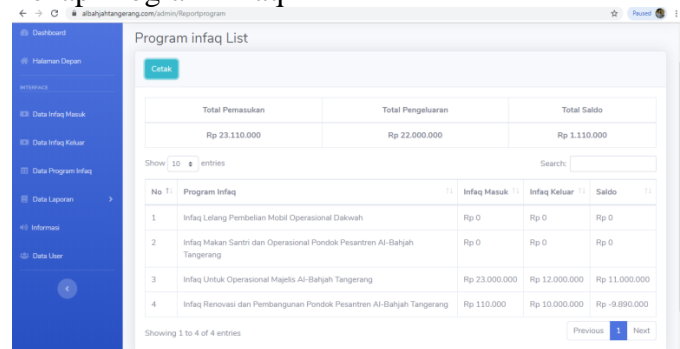 albahjahtangerang.com/admin/Reportprogram
Paused
Dashboard
Halaman Depan
INTERFACE
Data Infaq Masuk
Data Infaq Keluar
Data Program Infaq
Data Laporan
Informasi
Data User
Program infaq List
Cetak
Total Pemasukan Total Pengeluaran Total Saldo
Rp 23.110.000 Rp 22.000.000 Rp 1.110.000
Show 10 entries Search:
No Program Infaq Infaq Masuk Infaq Keluar Saldo
1 Infaq Lelang Pembelian Mobil Operasional Dakwah Rp 0 Rp 0 Rp 0
2 Infaq Makan Santri dan Operasional Pondok Pesantren Al-Bahjah Rp 0 Rp 0 Rp 0
Tangerang
3 Infaq Untuk Operasional Majelis Al-Bahjah Tangerang Rp 23.000.000 Rp 12.000.000 Rp 11.000.000
4 Infaq Renovasi dan Pembangunan Pondok Pesantren Al-Bahjah Tangerang Rp 110.000 Rp 10.000.000 Rp -9.890.000
Showing 1 to 4 of 4 entries Previous 1 Next